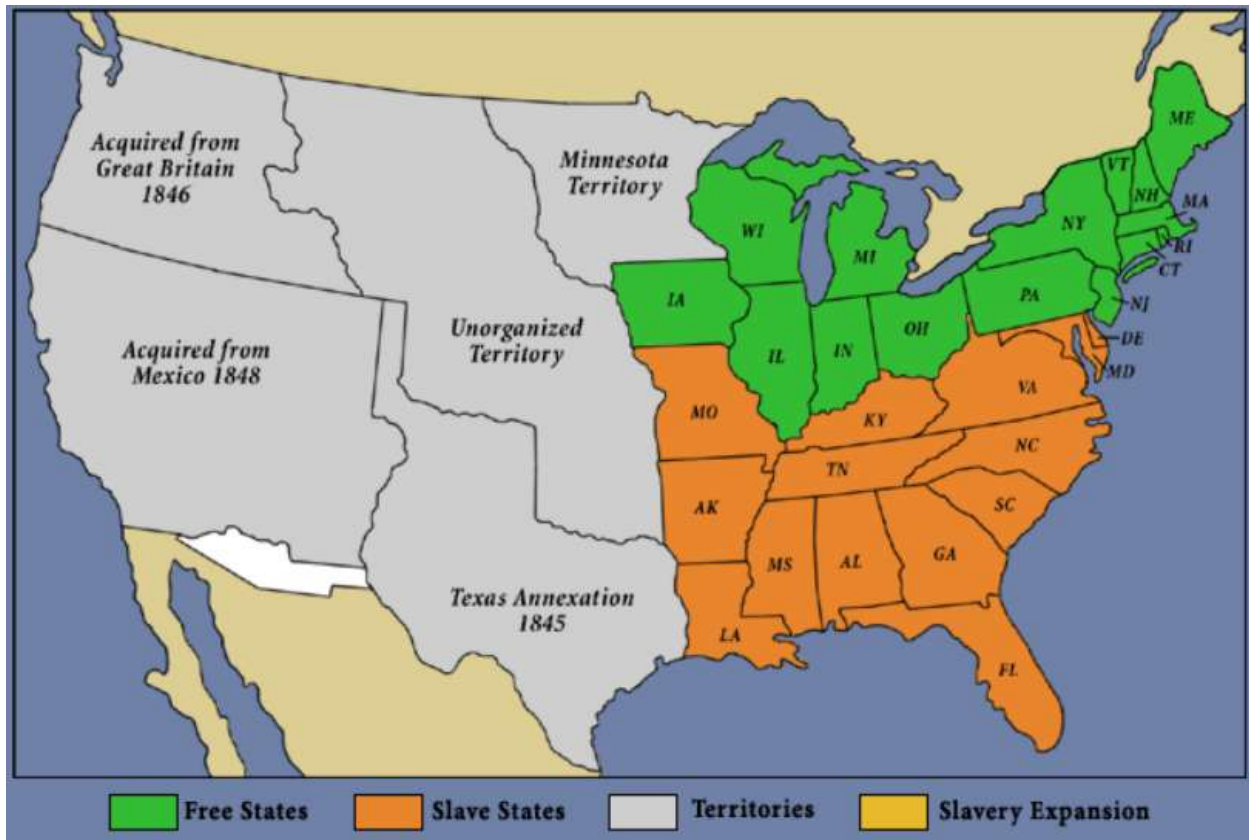 Acquired from
Great Britain
1846
Minnesota
Territory
ME
VT
NH
MA
NY
WI
RI
MI
CT
IA
PA
NJ
Unorganized
Territory
OH
Acquired from
Mexico 1848
IL
IN
DE
MD
VA
MO
KY
NC
TN
SC
AK
GA
MS
AL
Texas Annexation
1845
LA
FL
Free States
Slave States
Territories
Slavery Expansion